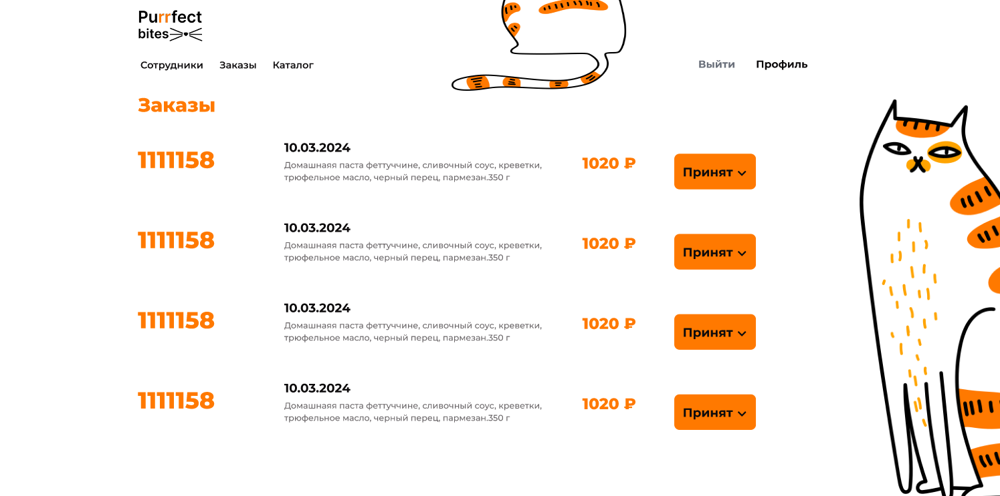 Purrfect
bites
Сотрудники Заказы Каталог
Выйти Профиль
Заказы
1111158
10.03.2024
Домашнаяя паста феттуччине, сливочный соус, креветки,
трюфельное масло, черный перец, пармезан.350 г
1020 ₽
Принят
1111158
10.03.2024
Домашнаяя паста феттуччине, сливочный соус, креветки,
трюфельное масло, черный перец, пармезан.350 г
1020 ₽
Принят
1111158
10.03.2024
Домашнаяя паста феттуччине, сливочный соус, креветки,
трюфельное масло, черный перец, пармезан.350 г
1020 ₽
Принят
1111158
10.03.2024
Домашнаяя паста феттуччине, сливочный соус, креветки,
трюфельное масло, черный перец, пармезан.350 г
1020 ₽
Принят